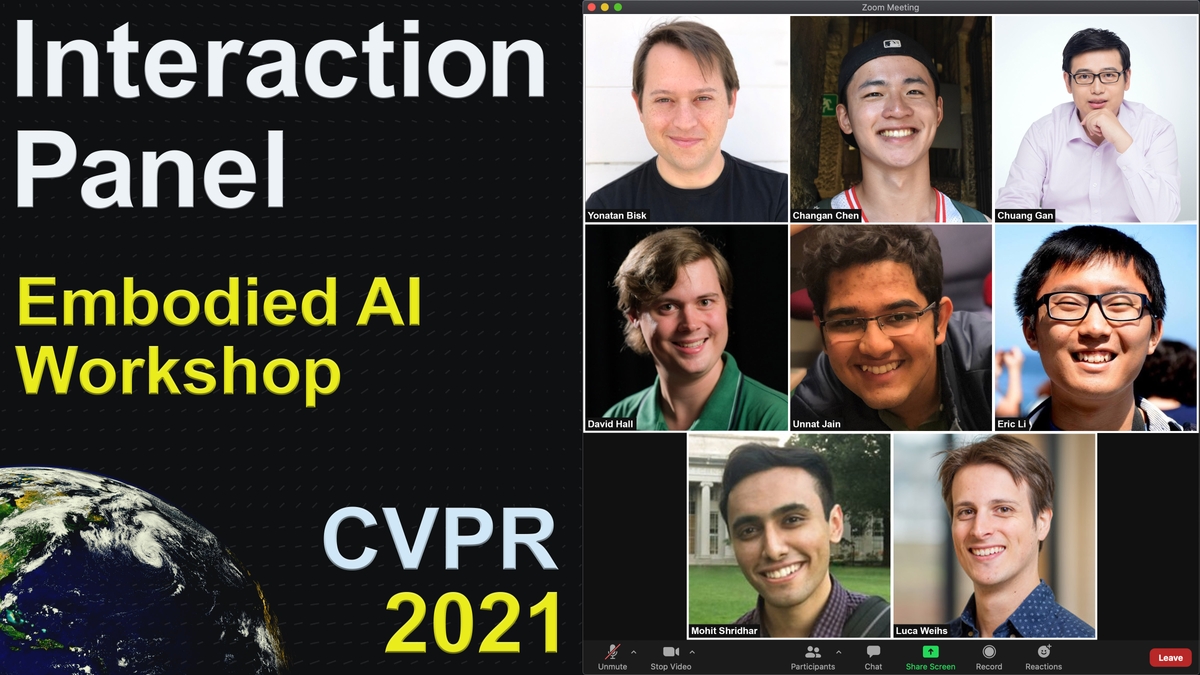 Interaction
Panel
Embodied AI
Workshop
CVPR
2021
Zoom Meeting
Yonatan Bisk
Changan Chen
Chuang Gan
David Hall
Unnat Jain
Eric Li
Mohit Shridhar
Luca Weihs
Unmute
Stop Video
Participants
Chat
Share Screen
Record
Reactions
Leave